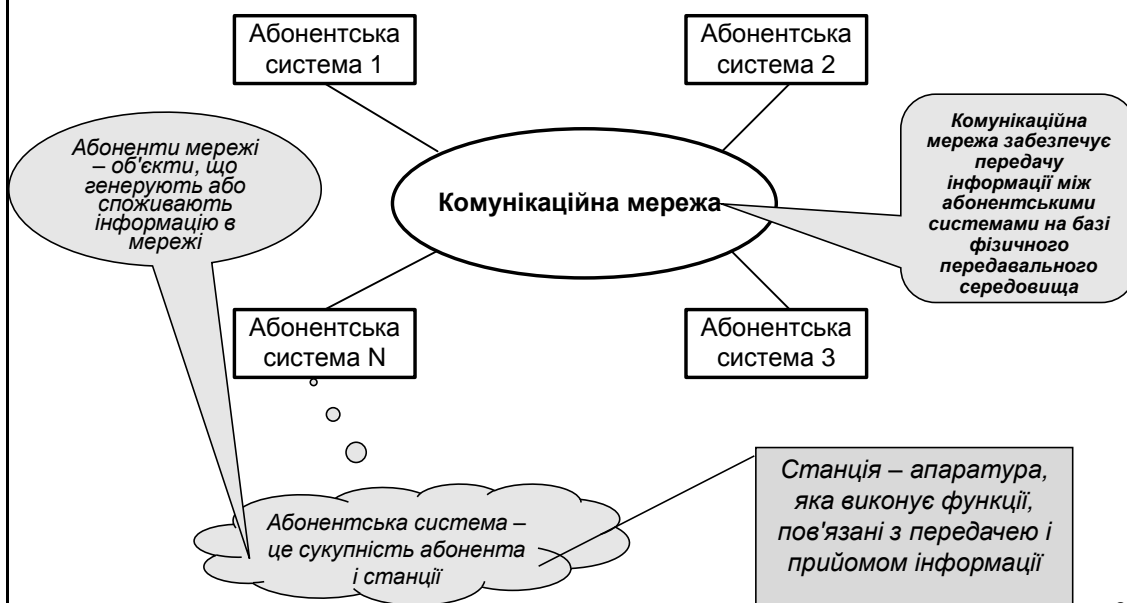 Абонентська
система 1
Абонентська
система 2
Абоненти мережі
– об'єкти, що
генерують або
споживають
інформацію в
мережі
Комунікаційна мережа
Комунікаційна
мережа забезпечує
передачу
інформації між
абонентськими
системами на базі
фізичного
передавального
середовища
Абонентська
система N
Абонентська
система 3
Абонентська система –
це сукупність абонента
і станції
Станція – апаратура,
яка виконує функції,
пов'язані з передачею і
прийомом інформації